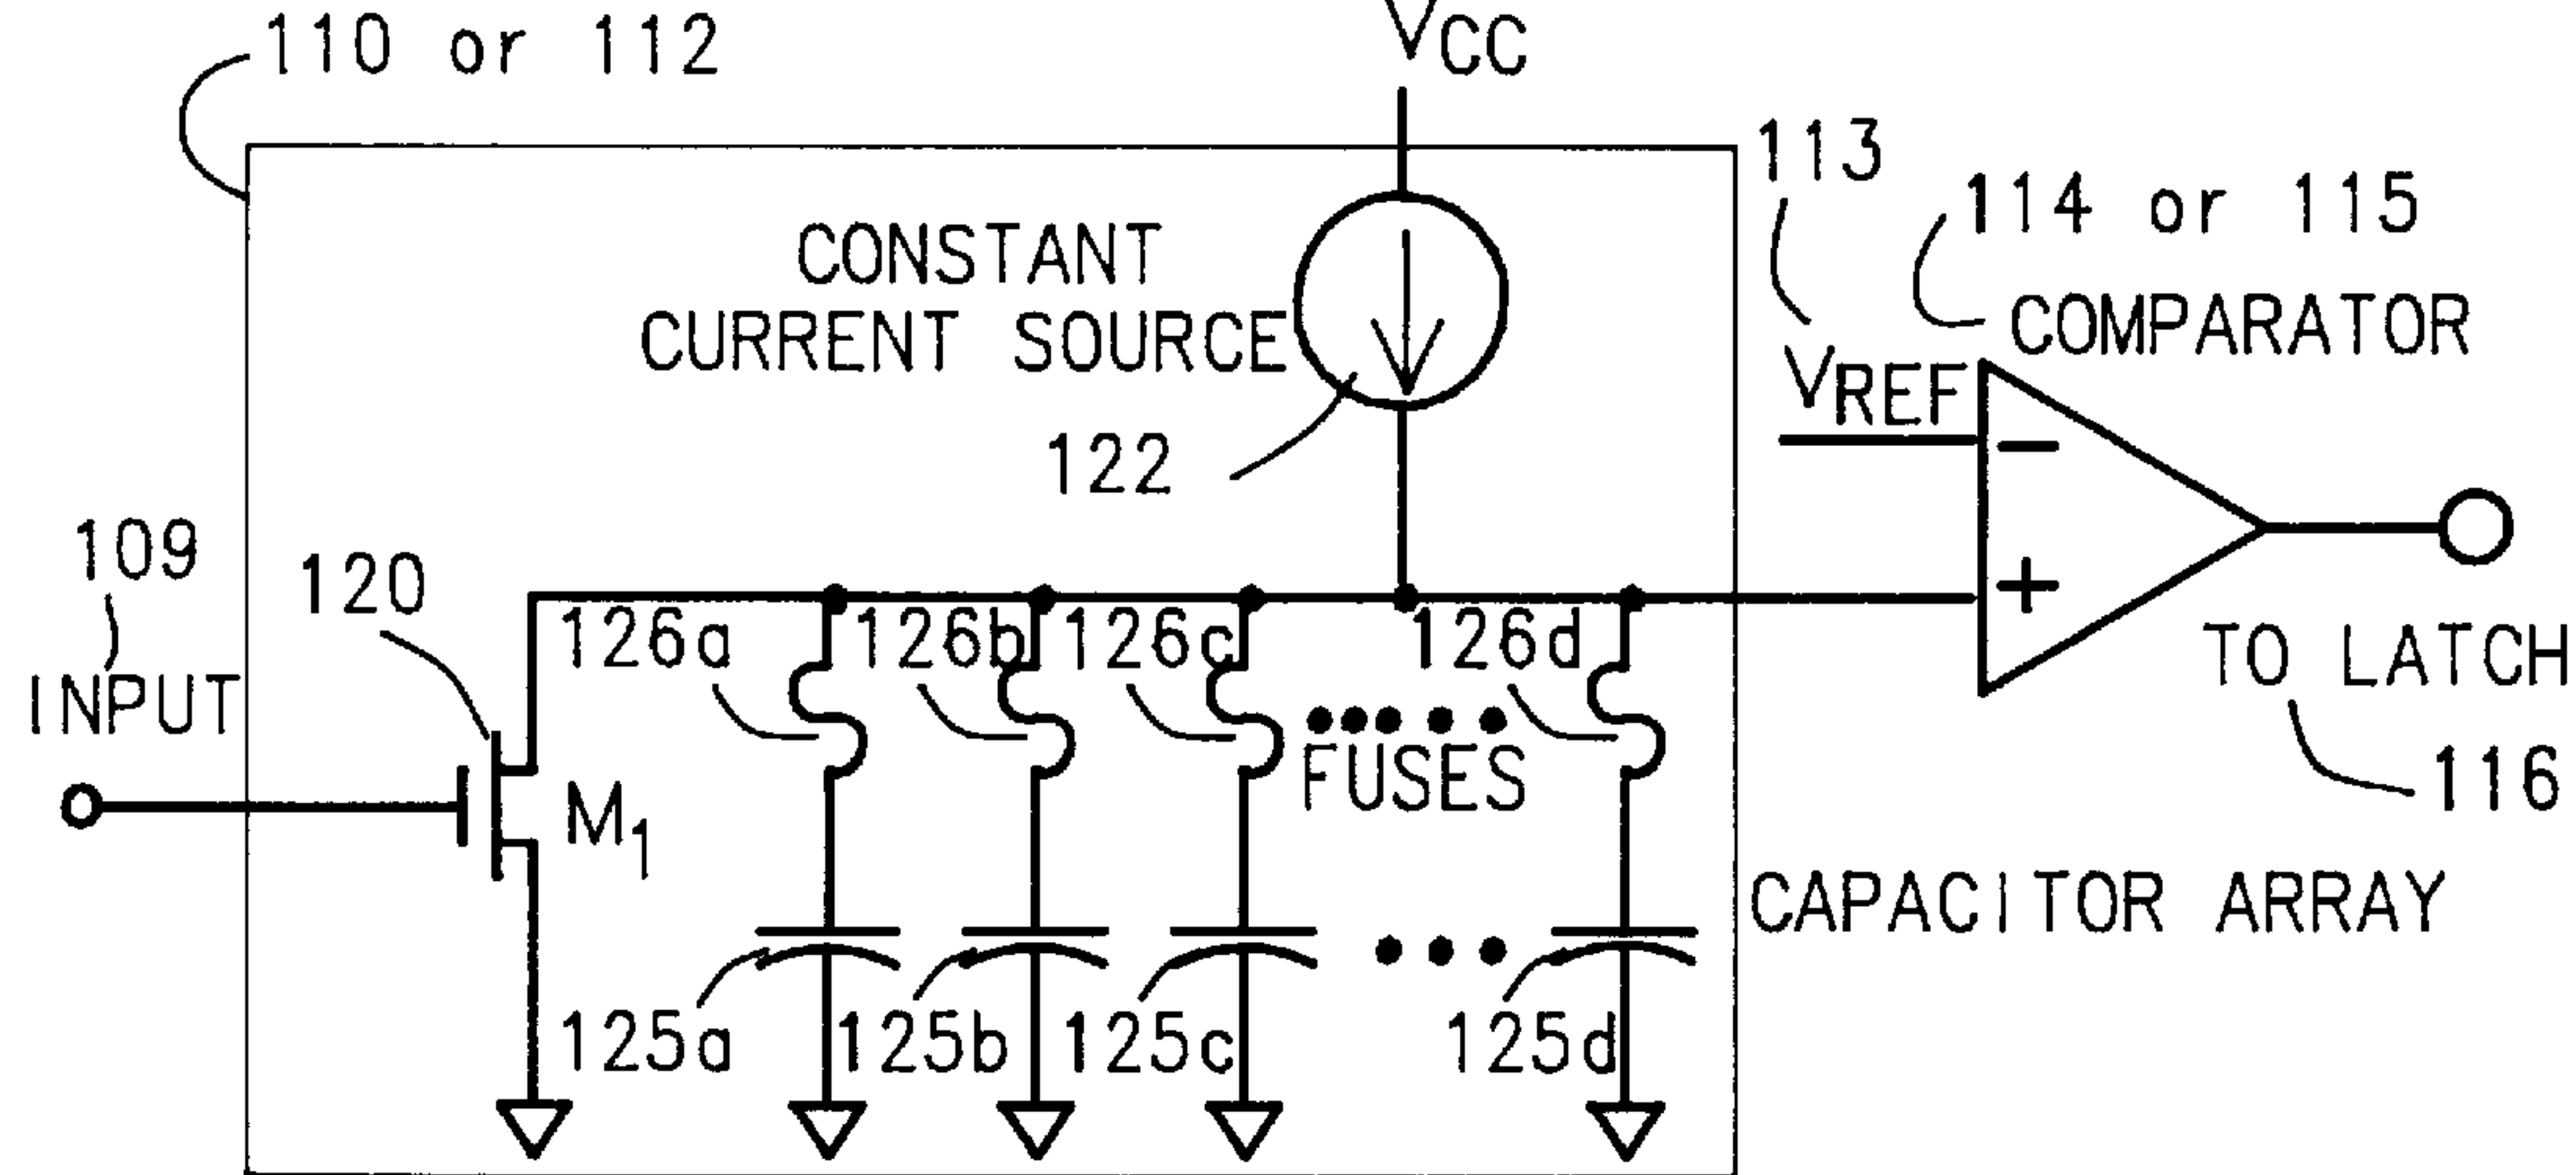 110 or 112
VCC
113
114 or 115
CONSTANT
CURRENT SOURCE
COMPARATOR
VREF
122
109
INPUT
120
126a
126b
126c
126d
−
+
TO LATCH
116
M1
FUSES
CAPACITOR ARRAY
125a
125b
125c
125d